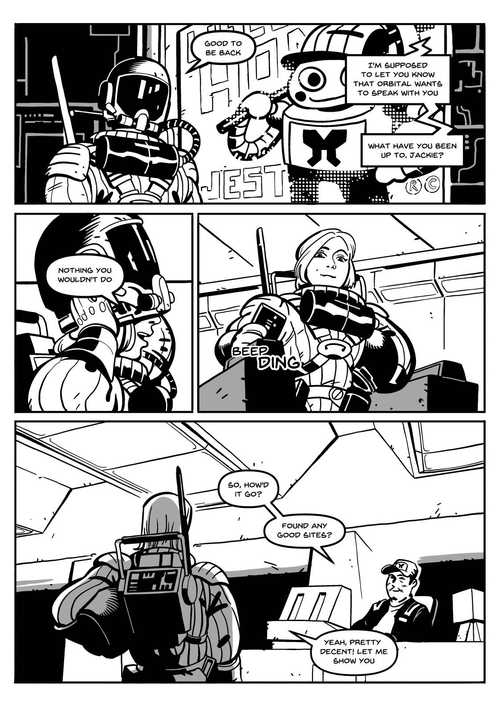 GOOD TO
BE BACK
I'M SUPPOSED
TO LET YOU KNOW
THAT ORBITAL WANTS
TO SPEAK WITH YOU
WHAT HAVE YOU BEEN
UP TO, JACKIE?
JEST
RC
NOTHING YOU
WOULDN'T DO
BEEP
DING
SO, HOW'D
IT GO?
FOUND ANY
GOOD SITES?
YEAH, PRETTY
DECENT! LET ME
SHOW YOU